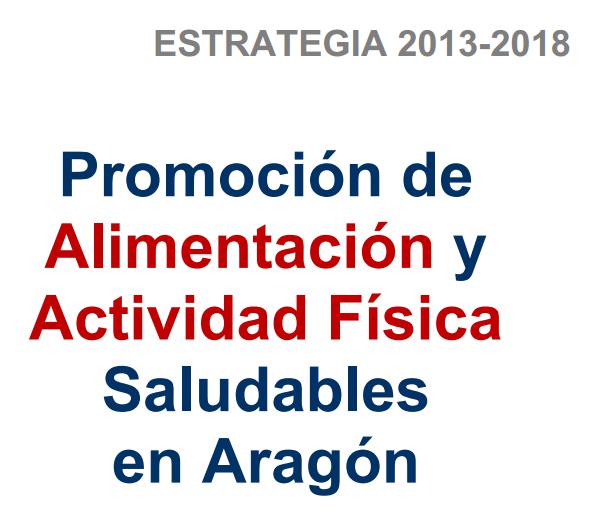 ESTRATEGIA 2013-2018
Promoción de
Alimentación y
Actividad Física
Saludables
en Aragón